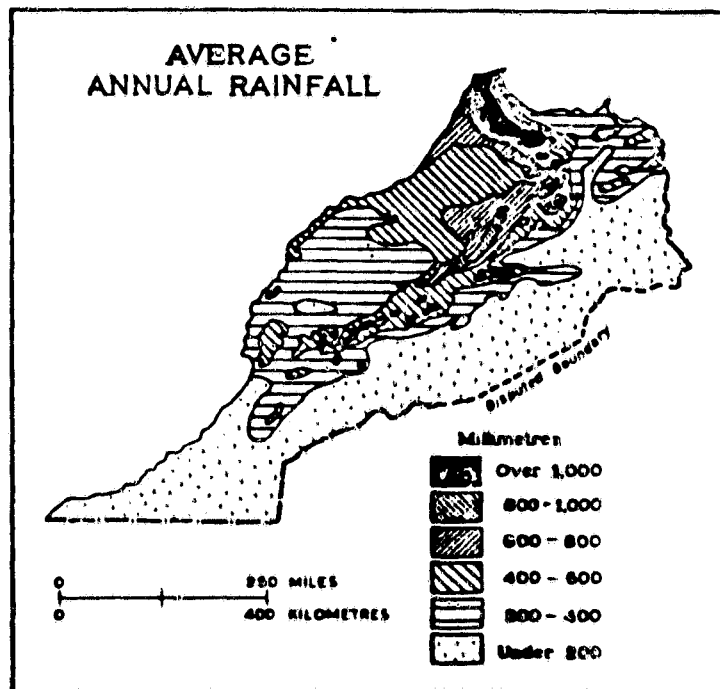 AVERAGE
ANNUAL RAINFALL
Disputed Boundary
Millimetres
Over 1,000
800-1,000
600-800
400-600
200-400
Under 200
0 250 MILES
0 400 KILOMETRES